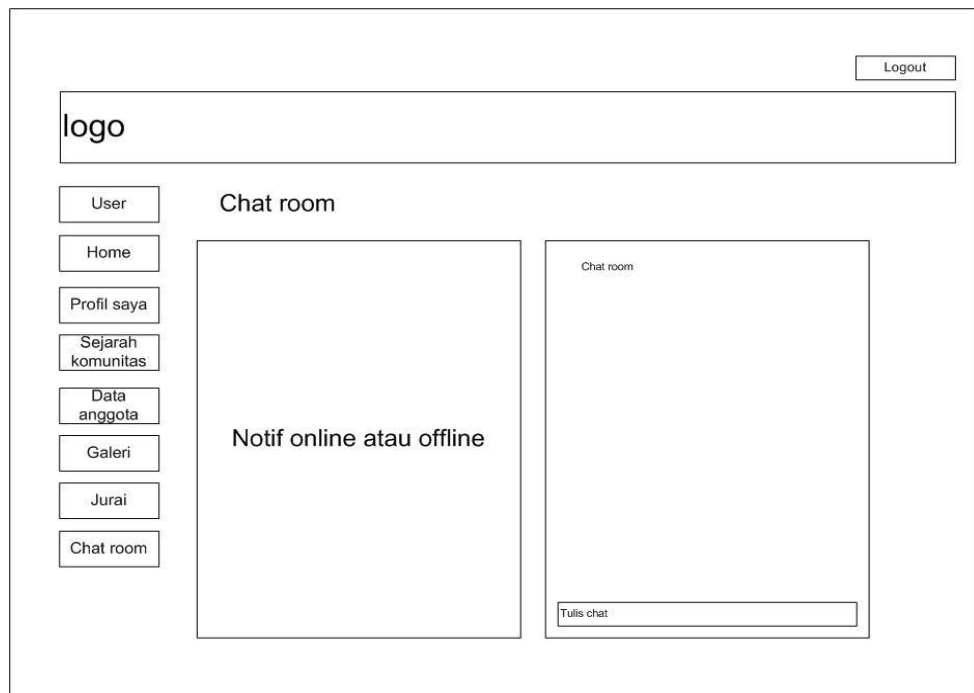 Logout
logo
User
Chat room
Home
Chat room
Profil saya
Sejarah
komunitas
Data
anggota
Notif online atau offline
Galeri
Jurai
Chat room
Tulis chat